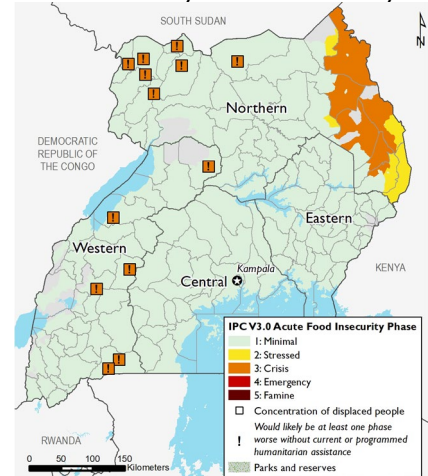 SOUTH SUDAN
N
Northern
DEMOCRATIC
REPUBLIC OF
THE CONGO
Eastern
Western
Kampala
Central
KENYA
IPC V3.0 Acute Food Insecurity Phase
1: Minimal
2: Stressed
3: Crisis
4: Emergency
5: Famine
Concentration of displaced people
Would likely be at least one phase
! worse without current or programmed
humanitarian assistance
Parks and reserves
RWANDA
0 50 100 150
Kilometers